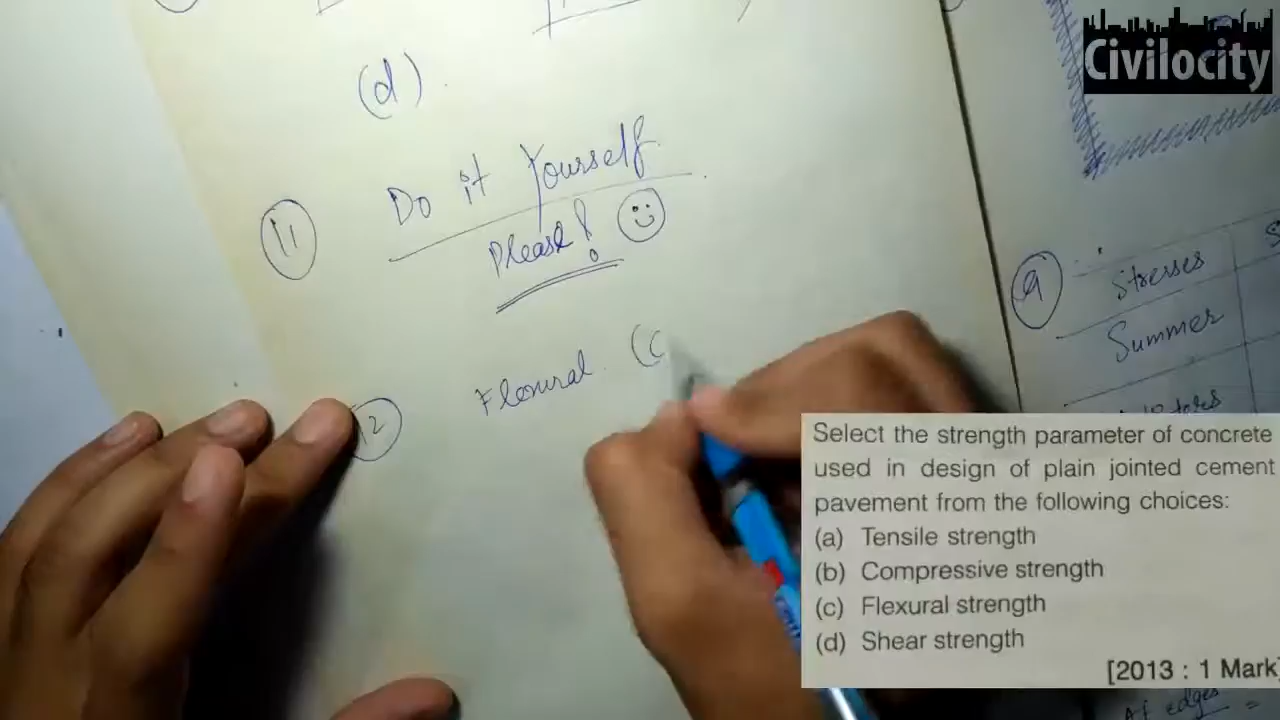 Civilocity
(d).
11 Do it Yourself
Please!
9 Stresses
Summer
12 Flexural (c
Select the strength parameter of concrete
used in design of plain jointed cement
pavement from the following choices:
(a) Tensile strength
(b) Compressive strength
(c) Flexural strength
(d) Shear strength
[2013 : 1 Mark]
At edges =